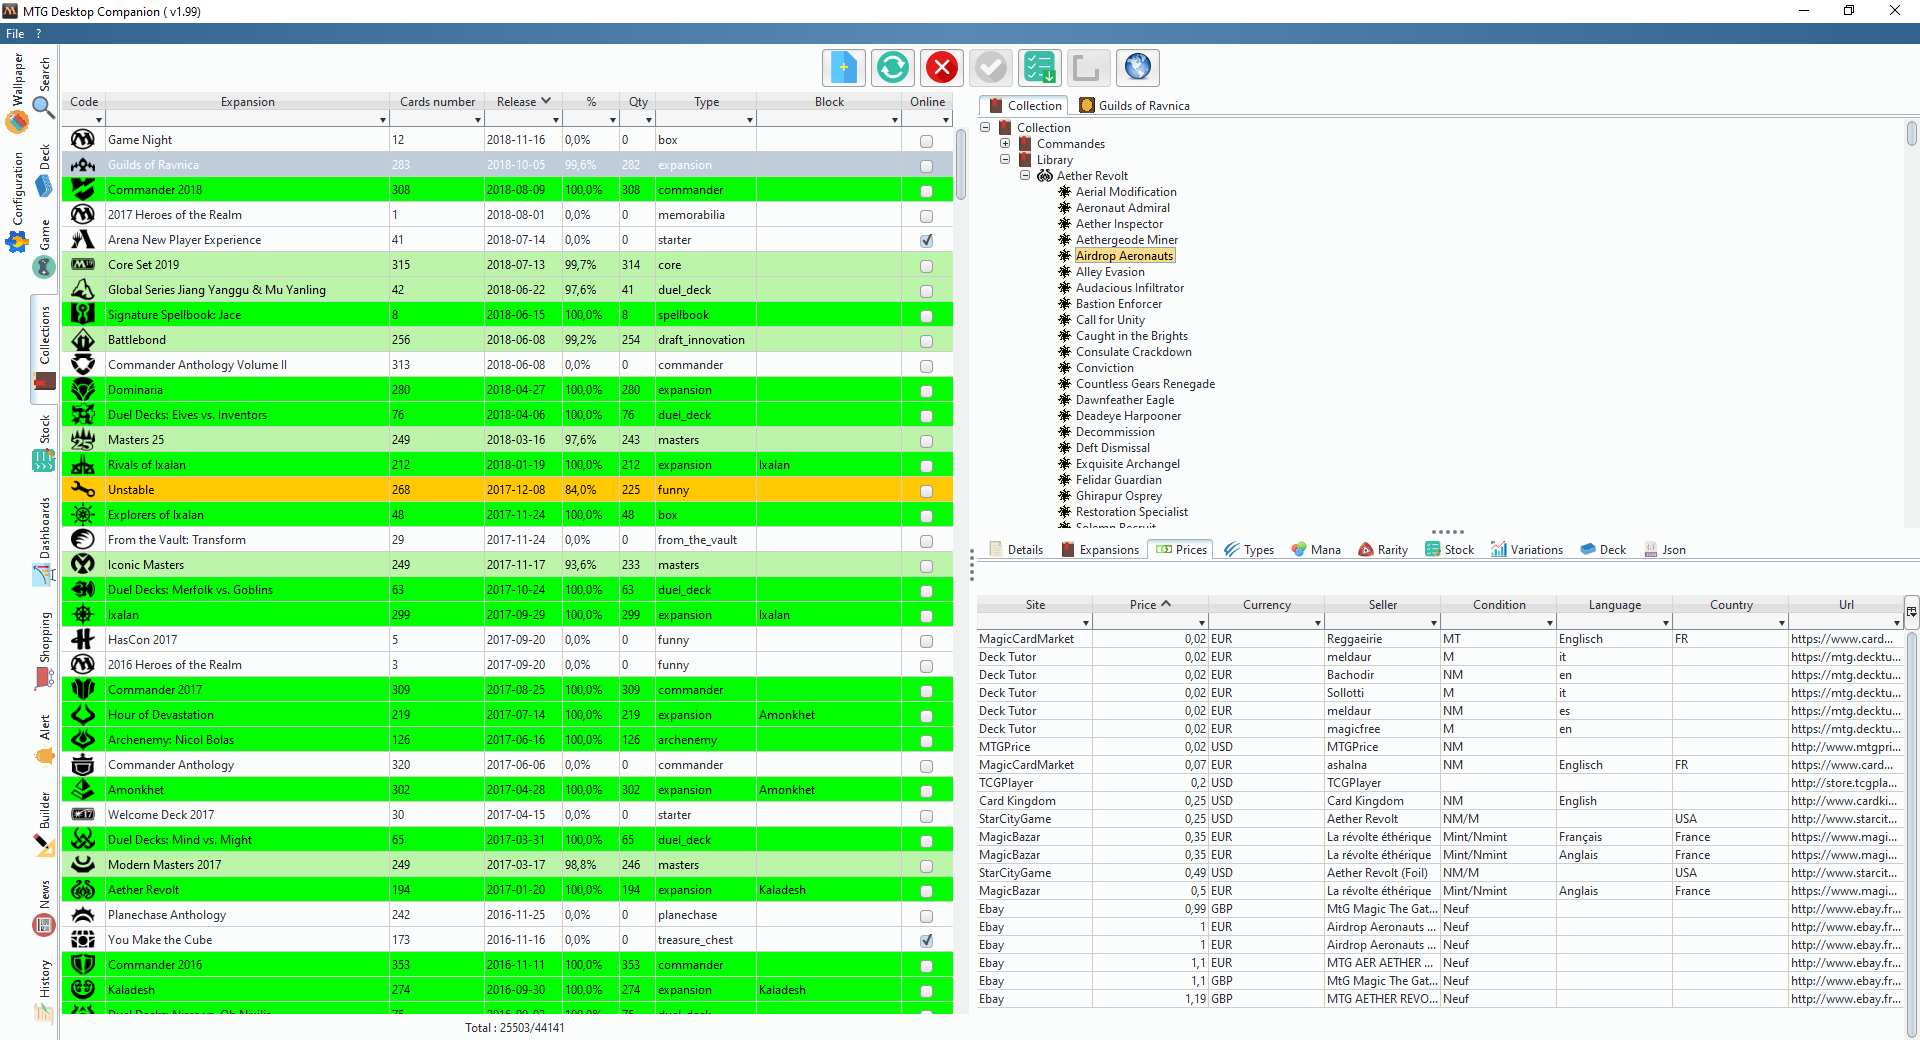 MTG Desktop Companion ( v1.99)
File ?
Wallpaper
Configuration
Search
Deck
Game
Collections
Stock
Dashboards
Shopping
Alert
Builder
News
History
Code Expansion Cards number Release % Qty Type Block Online
Game Night 12 2018-11-16 0,0% 0 box
Guilds of Ravnica 283 2018-10-05 99,6% 282 expansion
Commander 2018 308 2018-08-09 100,0% 308 commander
2017 Heroes of the Realm 1 2018-08-01 0,0% 0 memorabilia
Arena New Player Experience 41 2018-07-14 0,0% 0 starter
Core Set 2019 315 2018-07-13 99,7% 314 core
Global Series Jiang Yanggu & Mu Yanling 42 2018-06-22 97,6% 41 duel_deck
Signature Spellbook: Jace 8 2018-06-15 100,0% 8 spellbook
Battlebond 256 2018-06-08 99,2% 254 draft_innovation
Commander Anthology Volume II 313 2018-06-08 0,0% 0 commander
Dominaria 280 2018-04-27 100,0% 280 expansion
Duel Decks: Elves vs. Inventors 76 2018-04-06 100,0% 76 duel_deck
Masters 25 249 2018-03-16 97,6% 243 masters
Rivals of Ixalan 212 2018-01-19 100,0% 212 expansion Ixalan
Unstable 268 2017-12-08 84,0% 225 funny
Explorers of Ixalan 48 2017-11-24 100,0% 48 box
From the Vault: Transform 29 2017-11-24 0,0% 0 from_the_vault
Iconic Masters 249 2017-11-17 93,6% 233 masters
Duel Decks: Merfolk vs. Goblins 63 2017-10-24 100,0% 63 duel_deck
Ixalan 299 2017-09-29 100,0% 299 expansion Ixalan
HasCon 2017 5 2017-09-20 0,0% 0 funny
2016 Heroes of the Realm 3 2017-09-20 0,0% 0 funny
Commander 2017 309 2017-08-25 100,0% 309 commander
Hour of Devastation 219 2017-07-14 100,0% 219 expansion Amonkhet
Archenemy: Nicol Bolas 126 2017-06-16 100,0% 126 archenemy
Commander Anthology 320 2017-06-06 0,0% 0 commander
Amonkhet 302 2017-04-28 100,0% 302 expansion Amonkhet
Welcome Deck 2017 30 2017-04-15 0,0% 0 starter
Duel Decks: Mind vs. Might 65 2017-03-31 100,0% 65 duel_deck
Modern Masters 2017 249 2017-03-17 98,8% 246 masters
Aether Revolt 194 2017-01-20 100,0% 194 expansion Kaladesh
Planechase Anthology 242 2016-11-25 0,0% 0 planechase
You Make the Cube 173 2016-11-16 0,0% 0 treasure_chest
Commander 2016 353 2016-11-11 100,0% 353 commander
Kaladesh 274 2016-09-30 100,0% 274 expansion Kaladesh
Total : 25503/44141
Collection Guilds of Ravnica
Collection
Commandes
Library
Aether Revolt
Aerial Modification
Aeronaut Admiral
Aether Inspector
Aethergeode Miner
Airdrop Aeronauts
Alley Evasion
Audacious Infiltrator
Bastion Enforcer
Call for Unity
Caught in the Brights
Consulate Crackdown
Conviction
Countless Gears Renegade
Dawnfeather Eagle
Deadeye Harpooner
Decommission
Deft Dismissal
Exquisite Archangel
Felidar Guardian
Ghirapur Osprey
Restoration Specialist
Solemn Recruit
Details Expansions Prices Types Mana Rarity Stock Variations Deck Json
Site Price Currency Seller Condition Language Country Url
MagicCardMarket 0,02 EUR Reggaeirie MT Englisch FR https://www.card...
Deck Tutor 0,02 EUR meldaur M it https://mtg.decktu...
Deck Tutor 0,02 EUR Bachodir NM en https://mtg.decktu...
Deck Tutor 0,02 EUR Sollotti M it https://mtg.decktu...
Deck Tutor 0,02 EUR meldaur NM es https://mtg.decktu...
Deck Tutor 0,02 EUR magicfree M en https://mtg.decktu...
MTGPrice 0,02 USD MTGPrice NM http://www.mtgpri...
MagicCardMarket 0,07 EUR ashalna NM Englisch FR https://www.card...
TCGPlayer 0,2 USD TCGPlayer http://store.tcgpla...
Card Kingdom 0,25 USD Card Kingdom NM English https://www.cardki...
StarCityGame 0,25 USD Aether Revolt NM/M USA http://www.starcit...
MagicBazar 0,35 EUR La révolte éthérique Mint/Nmint Français France https://www.magi...
MagicBazar 0,35 EUR La révolte éthérique Mint/Nmint Anglais France https://www.magi...
StarCityGame 0,49 USD Aether Revolt (Foil) NM/M USA http://www.starcit...
MagicBazar 0,5 EUR La révolte éthérique Mint/Nmint Anglais France https://www.magi...
Ebay 0,99 GBP MtG Magic The Gat... Neuf http://www.ebay.fr...
Ebay 1 EUR Airdrop Aeronauts ... Neuf http://www.ebay.fr...
Ebay 1 EUR Airdrop Aeronauts ... Neuf http://www.ebay.fr...
Ebay 1,1 EUR MTG AER AETHER ... Neuf http://www.ebay.fr...
Ebay 1,1 GBP MtG Magic The Gat... Neuf http://www.ebay.fr...
Ebay 1,19 GBP MTG AETHER REVO... Neuf http://www.ebay.fr...